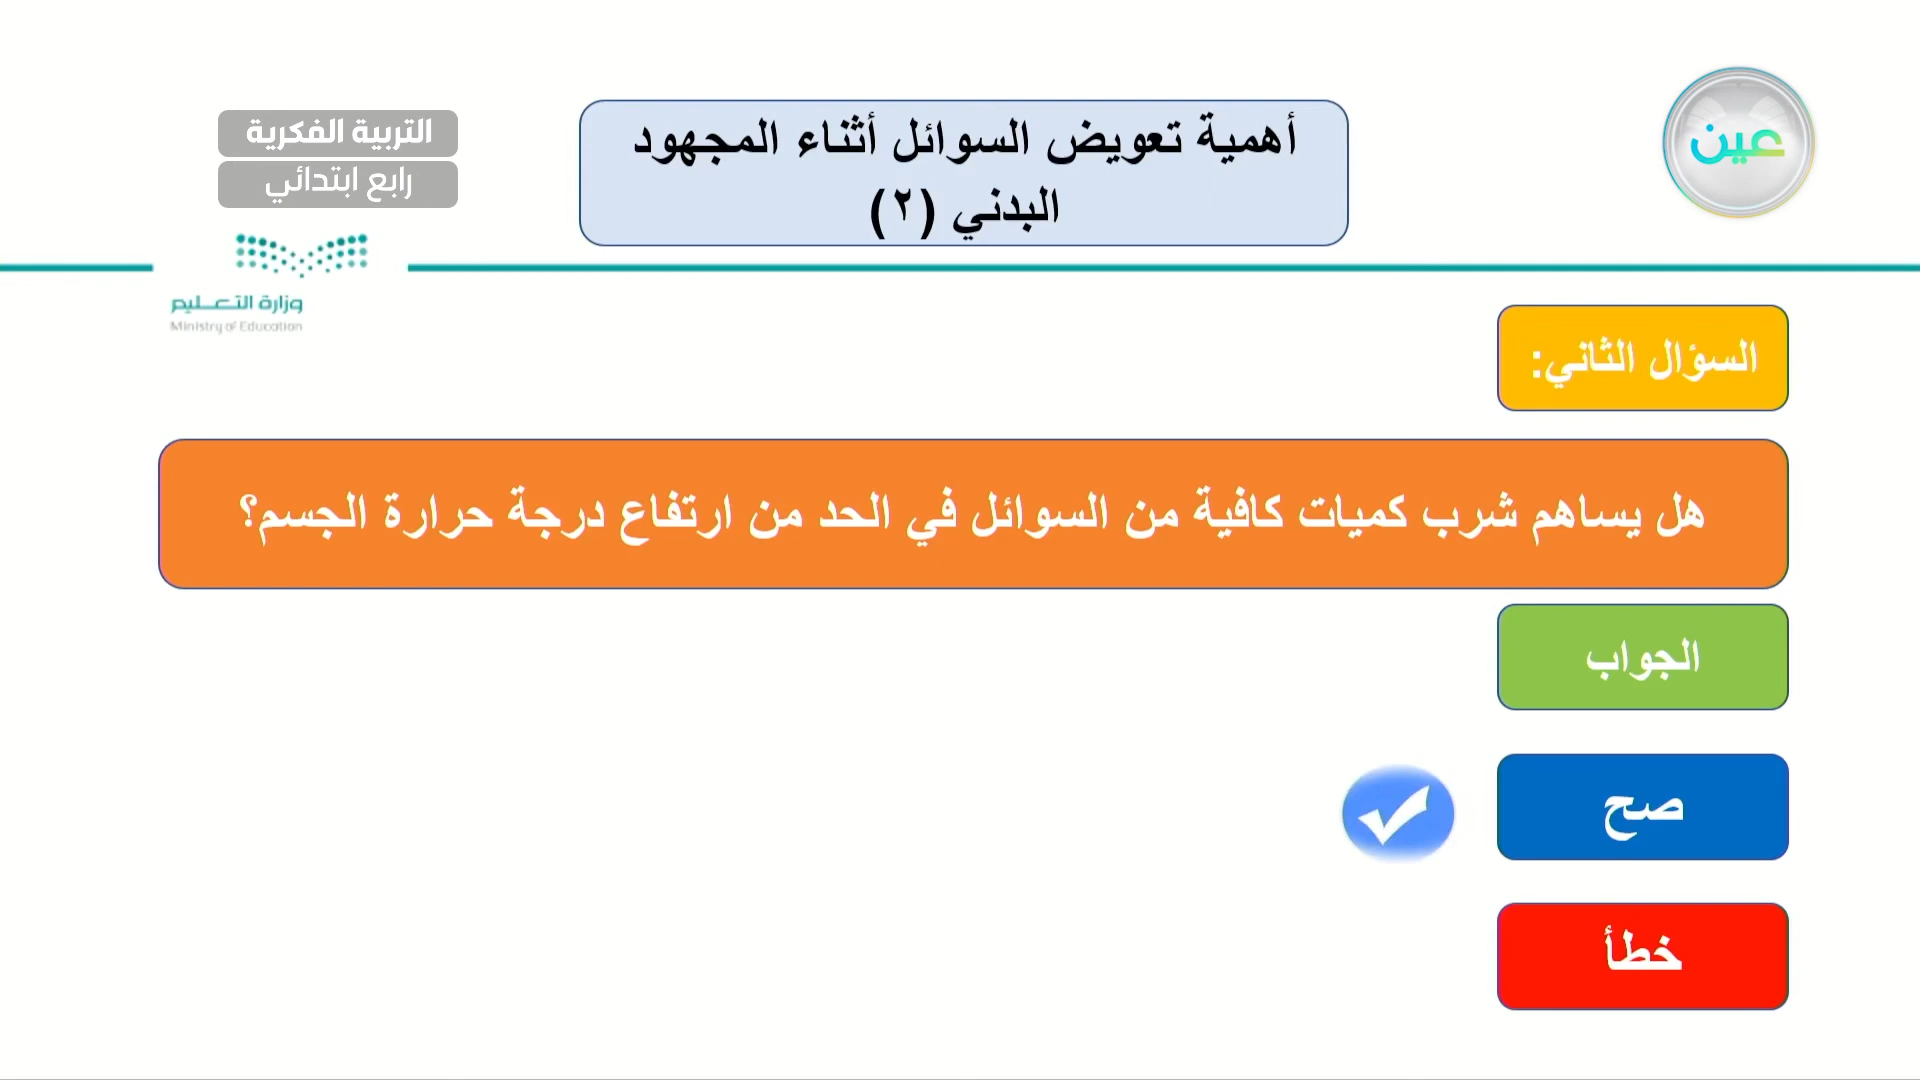 عين
أهمية تعويض السوائل أثناء المجهود
البدني (٢)
التربية الفكرية
رابع ابتدائي
وزارة التعليم
Ministry of Education
السؤال الثاني:
هل يساهم شرب كميات كافية من السوائل في الحد من ارتفاع درجة حرارة الجسم؟
الجواب
صح
خطأ